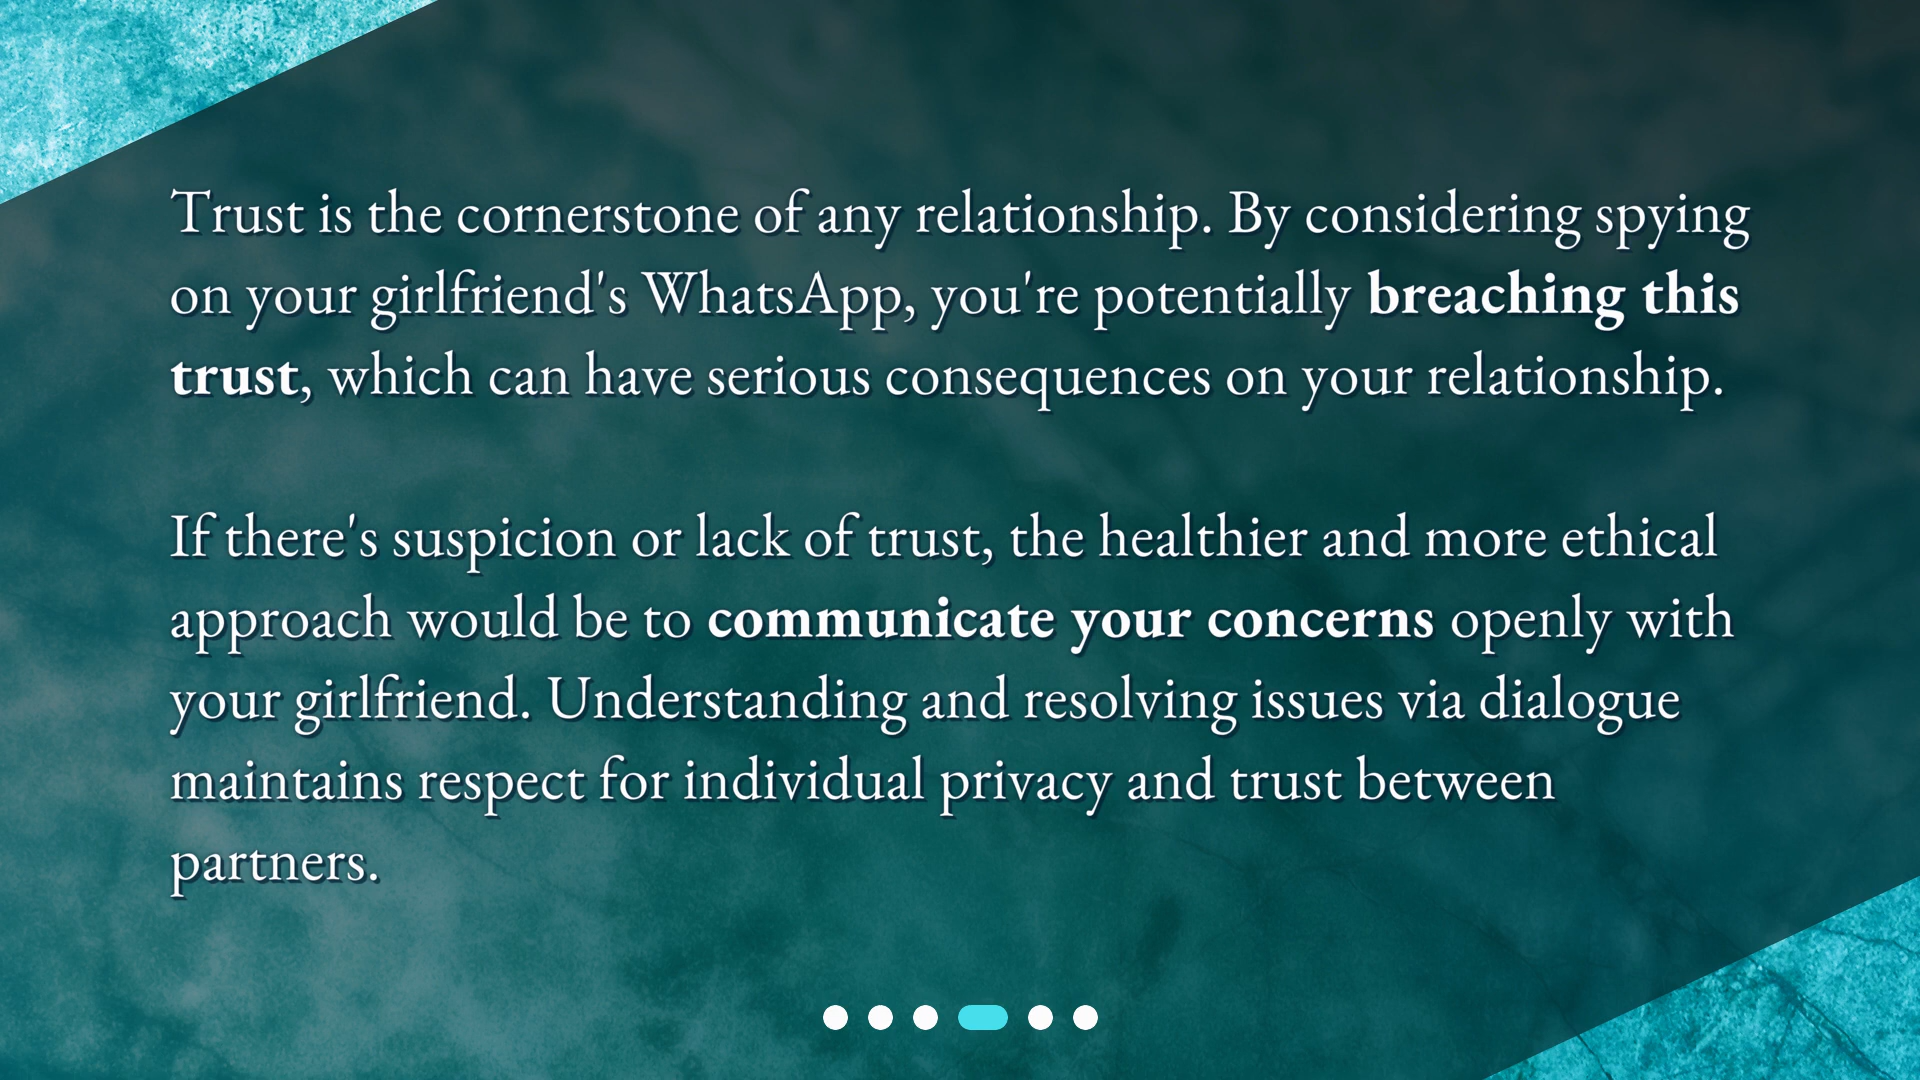 Trust is the cornerstone of any relationship. By considering spying
on your girlfriend's WhatsApp, you're potentially breaching this
trust, which can have serious consequences on your relationship.
If there's suspicion or lack of trust, the healthier and more ethical
approach would be to communicate your concerns openly with
your girlfriend. Understanding and resolving issues via dialogue
maintains respect for individual privacy and trust between
partners.